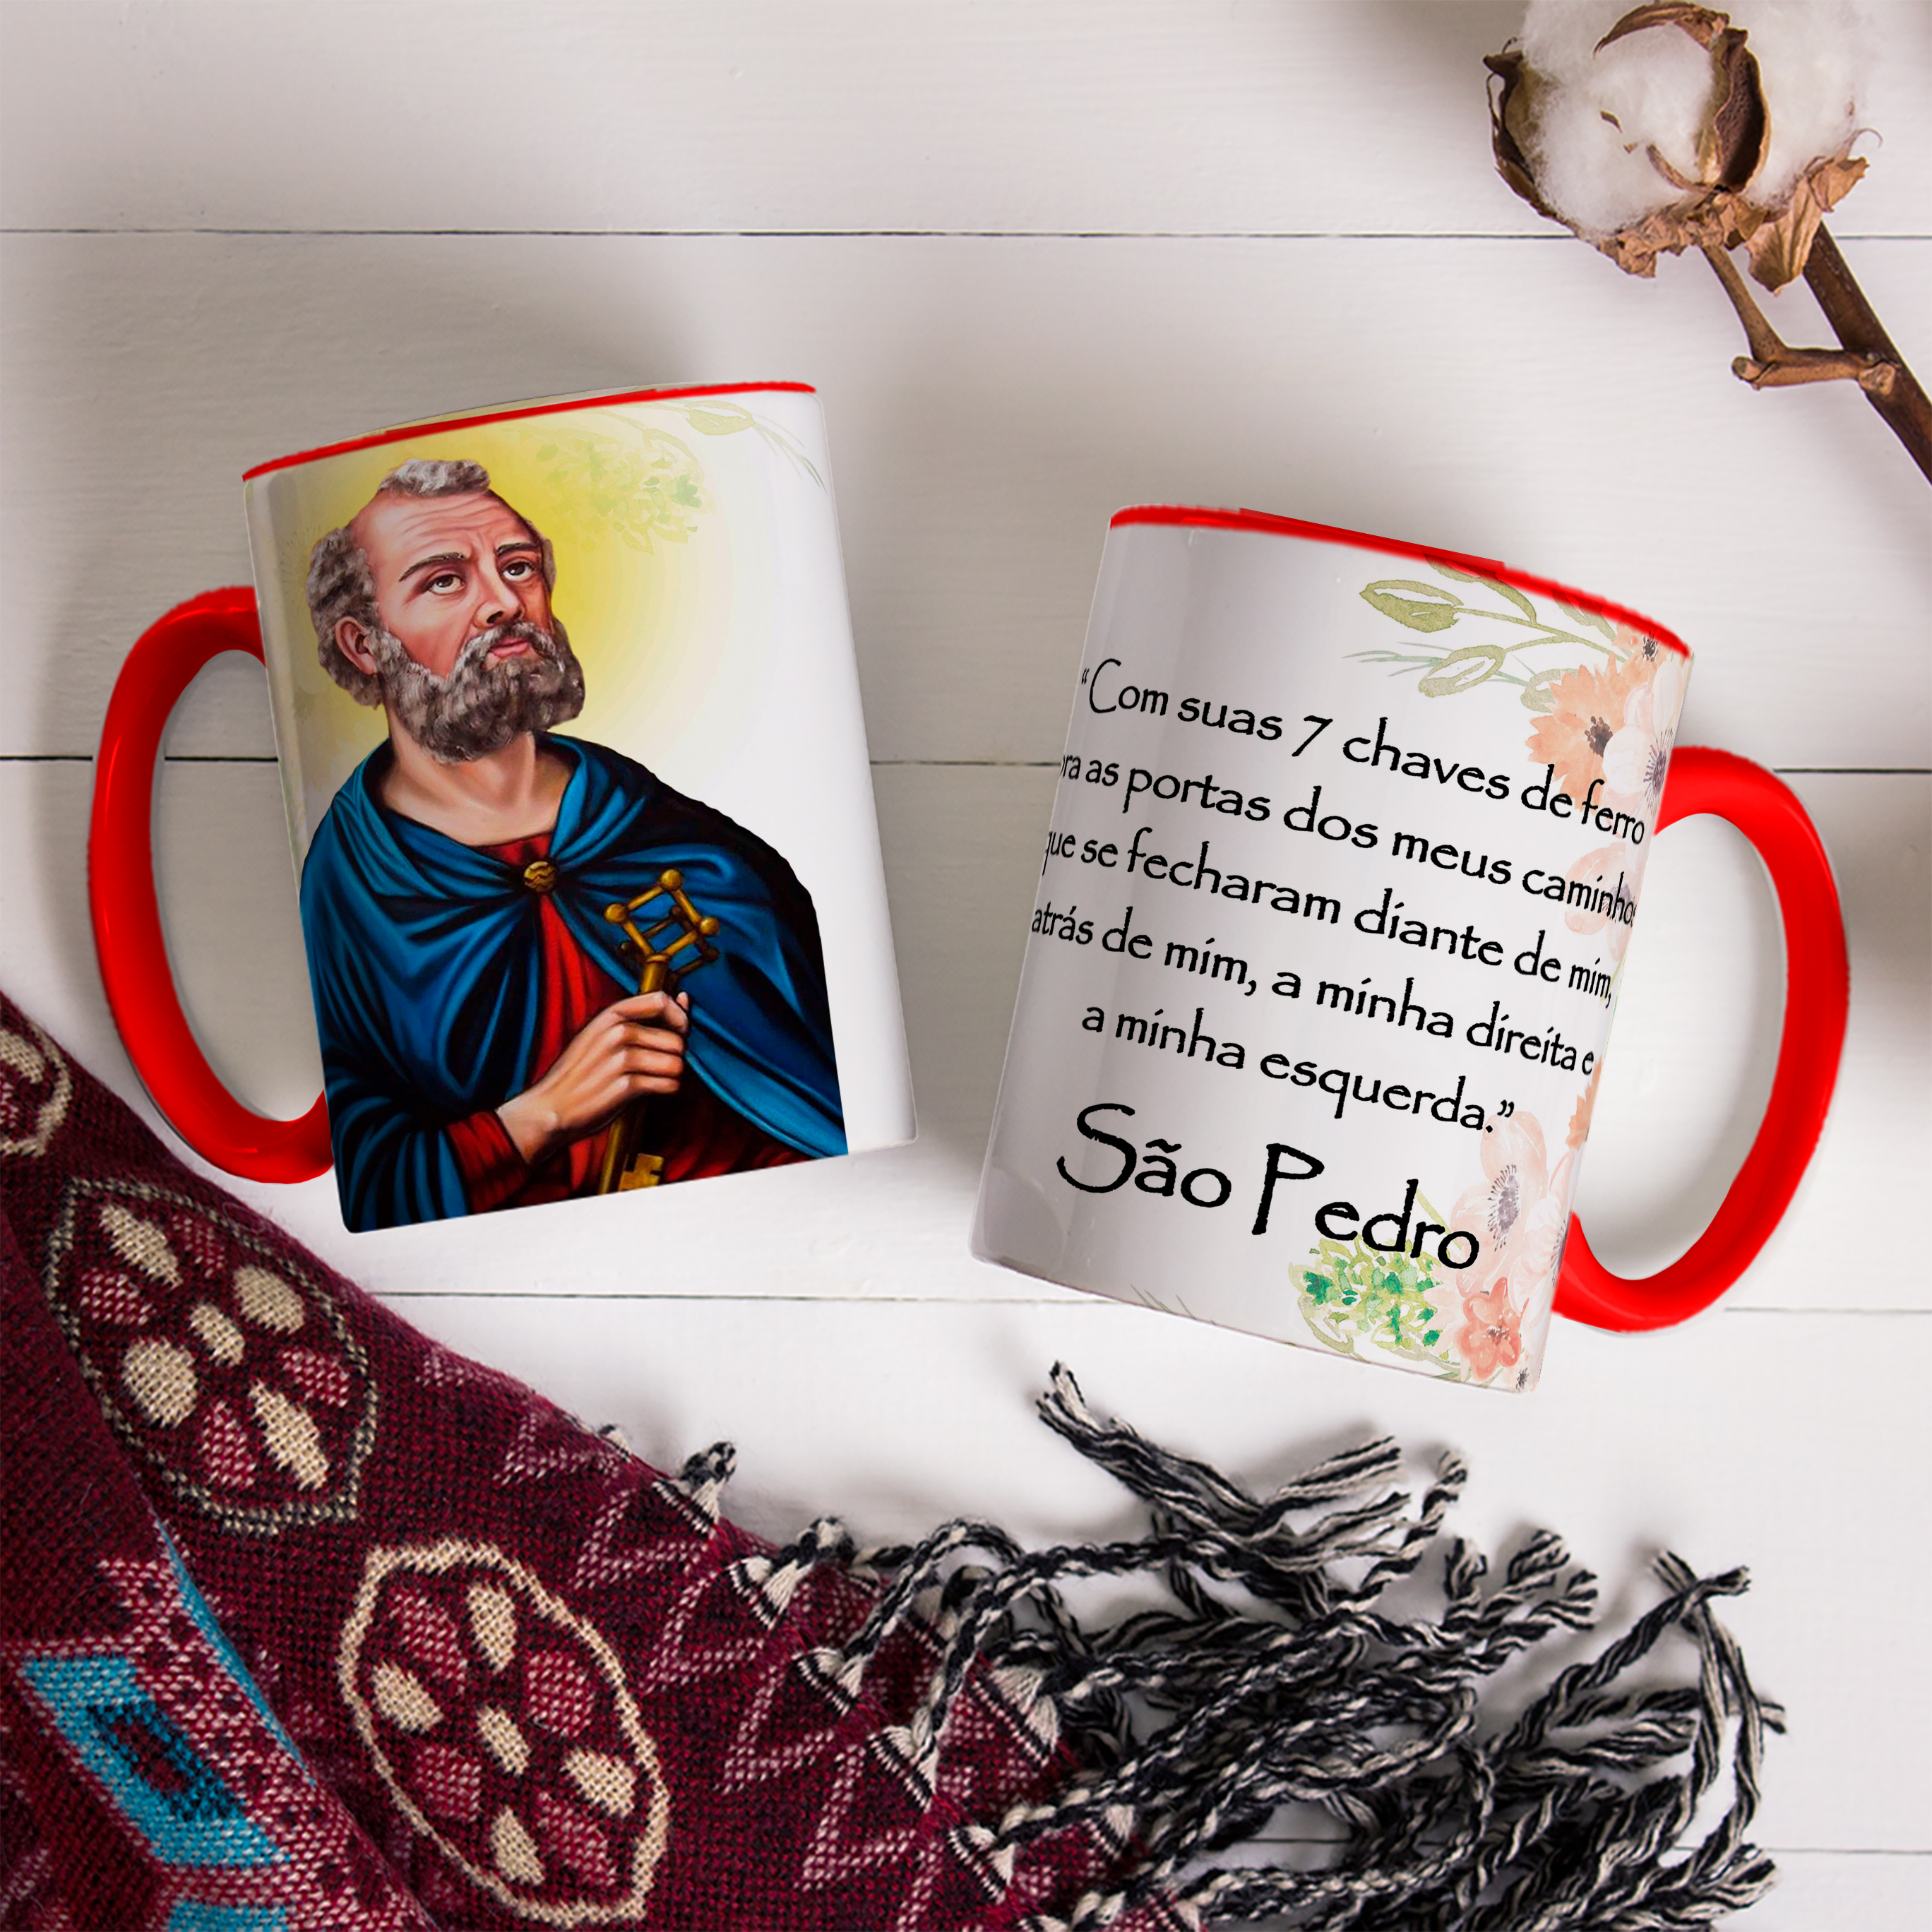 “Com suas 7 chaves de ferro
as portas dos meus caminhos
que se fecharam diante de mim,
atrás de mim, a minha direita e
a minha esquerda.”
São Pedro